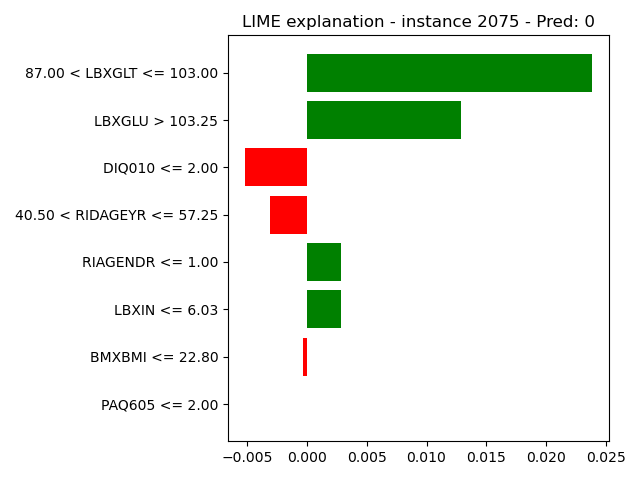 LIME explanation - instance 2075 - Pred: 0
87.00 < LBXGLT <= 103.00
LBXGLU > 103.25
DIQ010 <= 2.00
40.50 < RIDAGEYR <= 57.25
RIAGENDR <= 1.00
LBXIN <= 6.03
BMXBMI <= 22.80
PAQ605 <= 2.00
−0.005 0.000 0.005 0.010 0.015 0.020 0.025